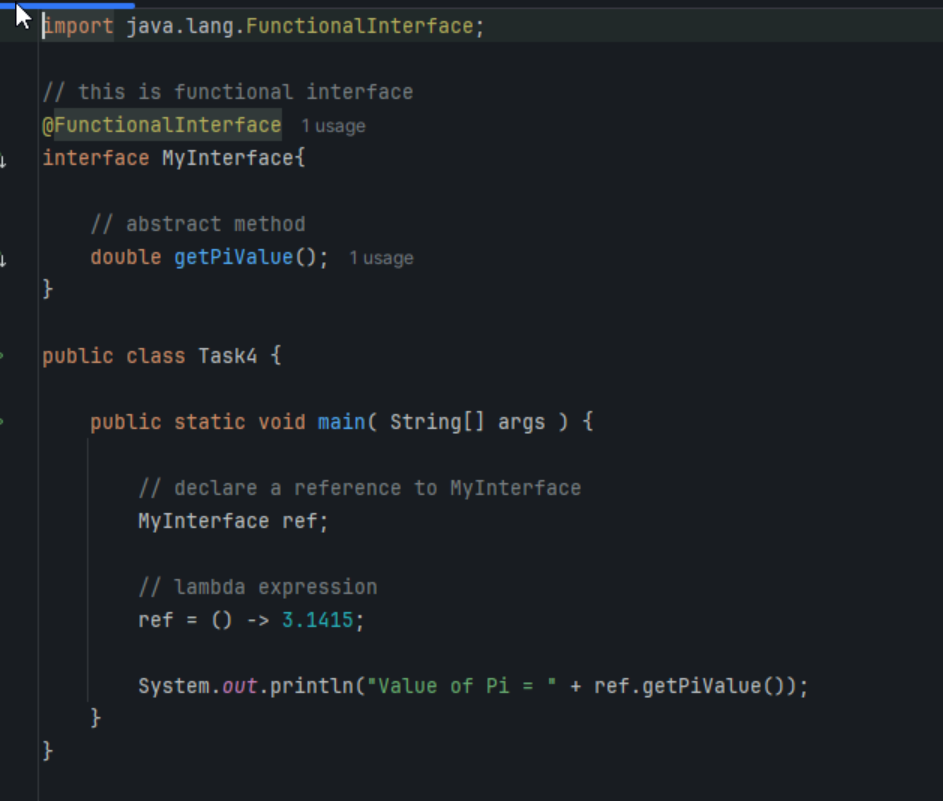 import java.lang.FunctionalInterface;
// this is functional interface
@FunctionalInterface 1 usage
interface MyInterface{
// abstract method
double getPiValue(); 1 usage
}
public class Task4 {
public static void main( String[] args ) {
// declare a reference to MyInterface
MyInterface ref;
// lambda expression
ref = () -> 3.1415;
System.out.println("Value of Pi = " + ref.getPiValue());
}
}